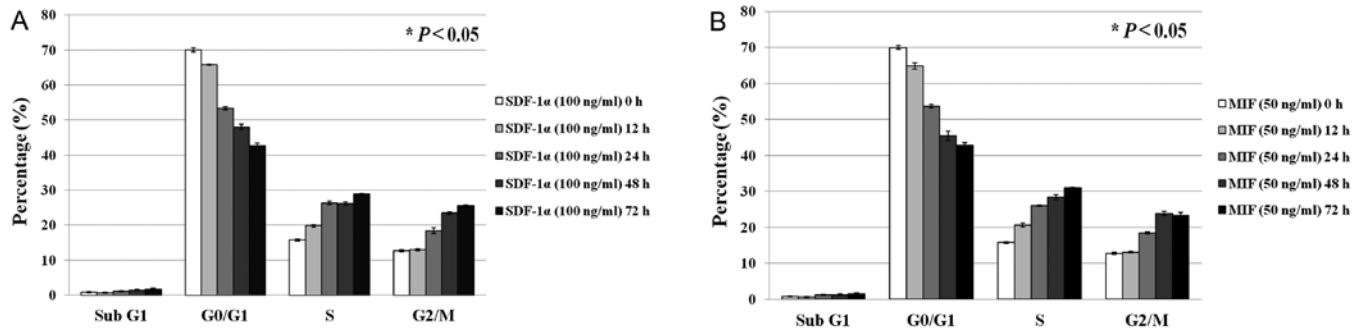 A
* P < 0.05
Percentage (%)
80
70
60
50
40
30
20
10
0
Sub G1
G0/G1
S
G2/M
SDF-1α (100 ng/ml) 0 h
SDF-1α (100 ng/ml) 12 h
SDF-1α (100 ng/ml) 24 h
SDF-1α (100 ng/ml) 48 h
SDF-1α (100 ng/ml) 72 h
B
* P < 0.05
Percentage (%)
80
70
60
50
40
30
20
10
0
Sub G1
G0/G1
S
G2/M
MIF (50 ng/ml) 0 h
MIF (50 ng/ml) 12 h
MIF (50 ng/ml) 24 h
MIF (50 ng/ml) 48 h
MIF (50 ng/ml) 72 h